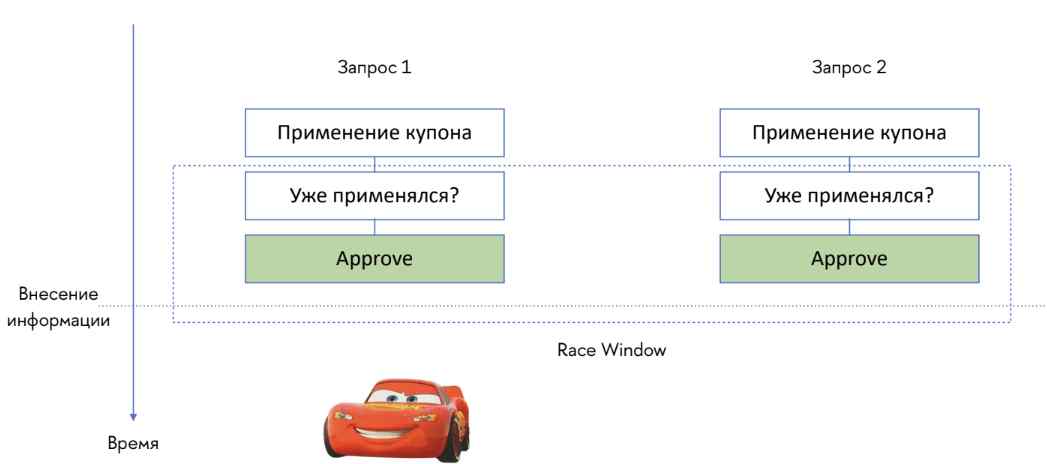 Запрос 1
Запрос 2
Применение купона
Применение купона
Уже применялся?
Уже применялся?
Approve
Approve
Внесение
информации
Race Window
Время